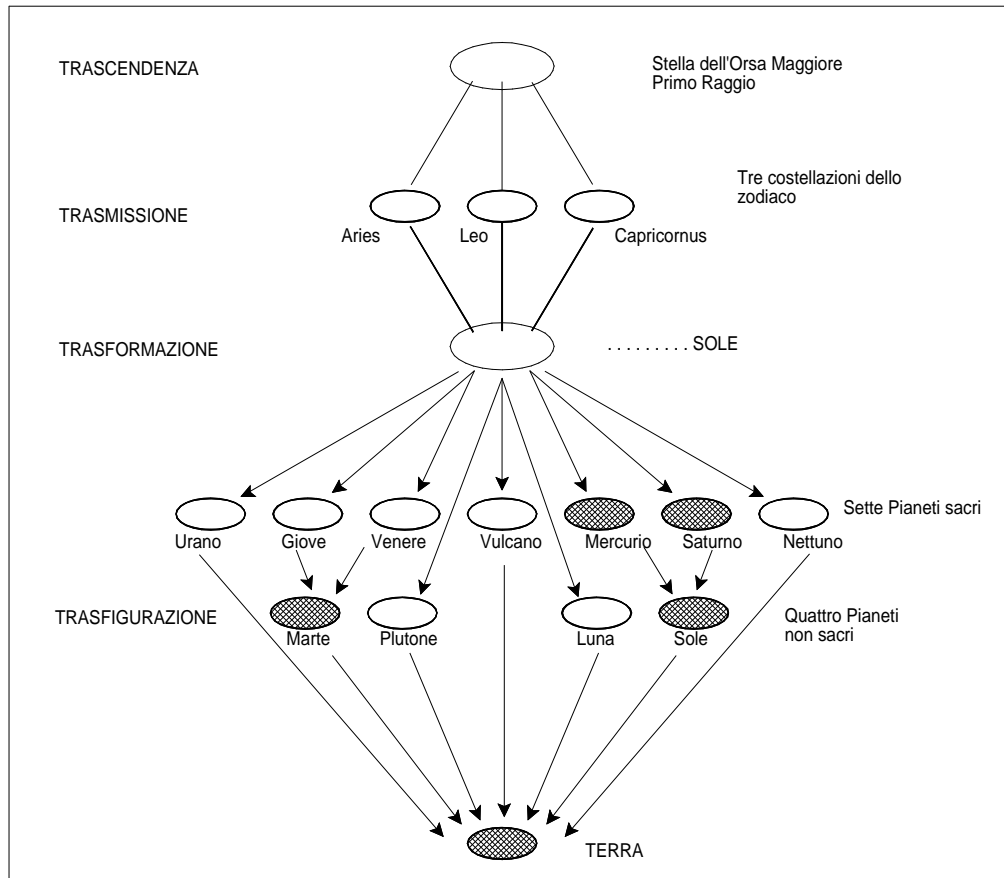 TRASCENDENZA
Stella dell'Orsa Maggiore
Primo Raggio
Tre costellazioni dello
zodiaco
TRASMISSIONE
Aries
Leo
Capricornus
TRASFORMAZIONE
. . . . . . . . . SOLE
Sette Pianeti sacri
Urano
Giove
Venere
Vulcano
Mercurio
Saturno
Nettuno
TRASFIGURAZIONE
Quattro Pianeti
non sacri
Marte
Plutone
Luna
Sole
TERRA